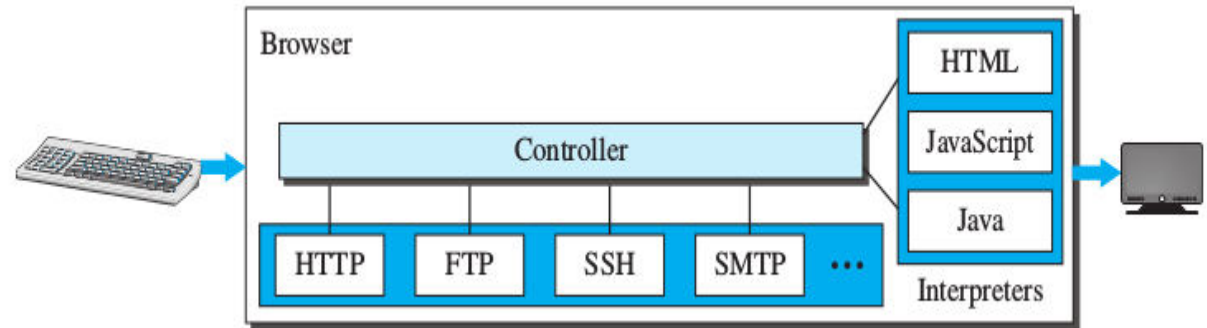 Browser
HTML
JavaScript
Java
Interpreters
Controller
HTTP FTP SSH SMTP •••